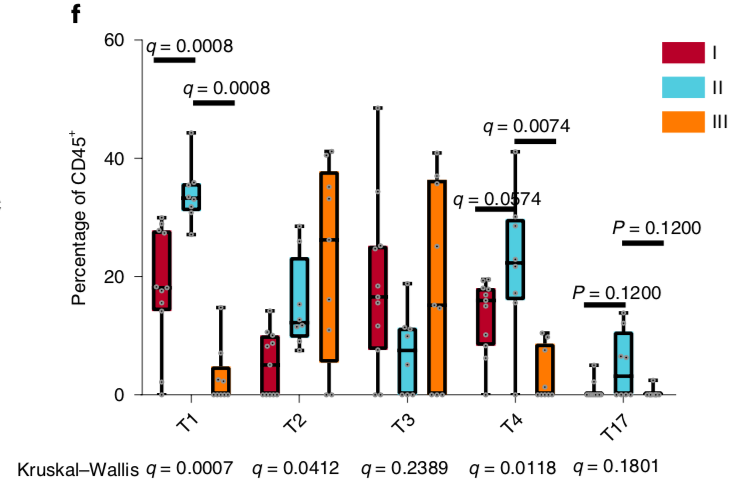 f
60
40
20
0
Percentage of CD45+
q = 0.0008
q = 0.0008
q = 0.0074
q = 0.0574
P = 0.1200
P = 0.1200
I
II
III
T1 T2 T3 T4 T17
Kruskal–Wallis q = 0.0007 q = 0.0412 q = 0.2389 q = 0.0118 q = 0.1801